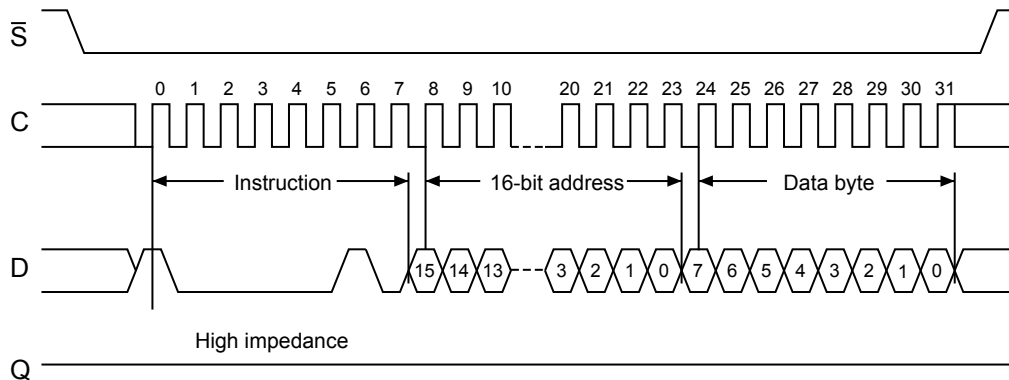 S̅
0 1 2 3 4 5 6 7 8 9 10 20 21 22 23 24 25 26 27 28 29 30 31
C
Instruction 16-bit address Data byte
D 15 14 13 3 2 1 0 7 6 5 4 3 2 1 0
High impedance
Q